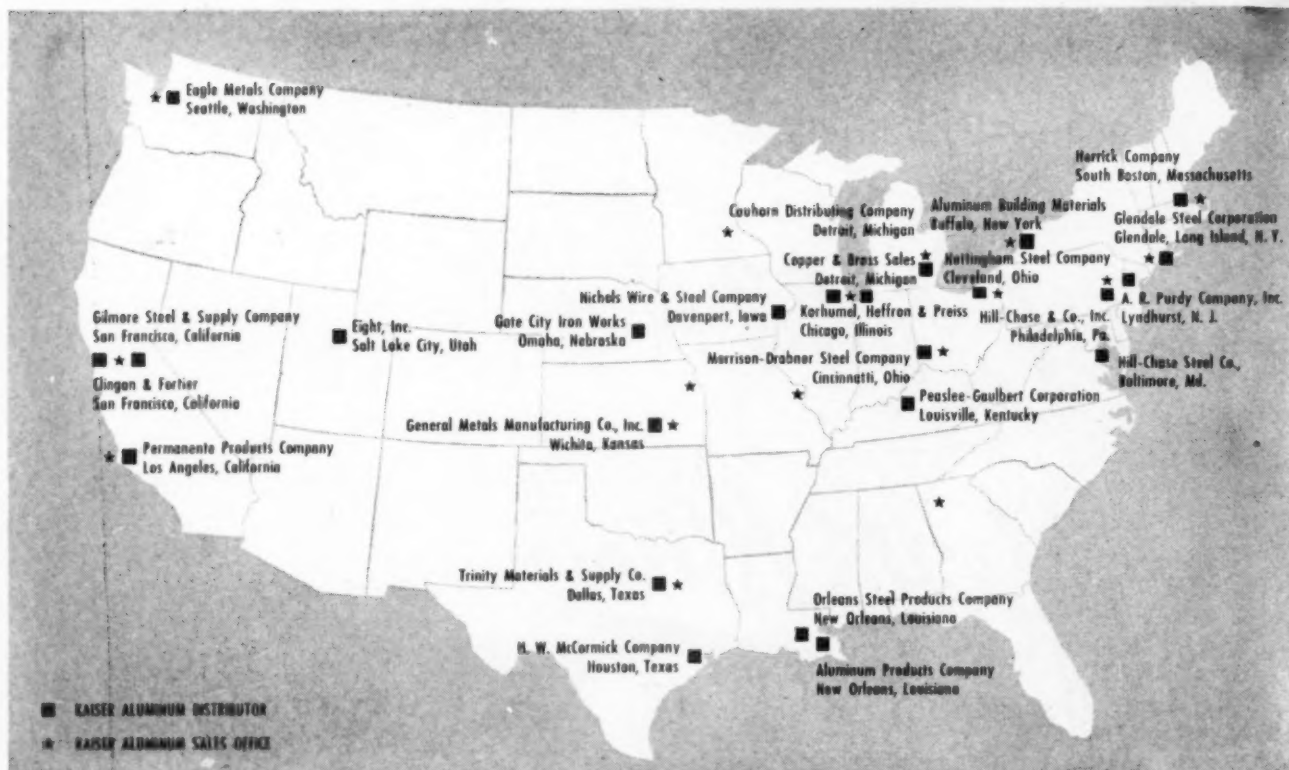 Eagle Metals Company
Seattle, Washington
Harrick Company
South Boston, Massachusetts
Couhorn Distributing Company
Detroit, Michigan
Aluminum Building Materials
Buffalo, New York
Glendale Steel Corporation
Glendale, Long Island, N. Y.
Copper & Brass Sales
Detroit, Michigan
Nottingham Steel Company
Cleveland, Ohio
Nichols Wire & Steel Company
Davenport, Iowa
Korhumel, Heffron & Preiss
Chicago, Illinois
A. R. Purdy Company, Inc.
Lyndhurst, N. J.
Gilmore Steel & Supply Company
San Francisco, California
Eight, Inc.
Salt Lake City, Utah
Gate City Iron Works
Omaha, Nebraska
Hill-Chase & Co., Inc.
Philadelphia, Pa.
Morrison-Drabner Steel Company
Cincinnatti, Ohio
Hill-Chase Steel Co.,
Baltimore, Md.
Clingan & Fortier
San Francisco, California
Peaslee-Gaulbert Corporation
Louisville, Kentucky
General Metals Manufacturing Co., Inc.
Wichita, Kansas
Permanente Products Company
Los Angeles, California
Trinity Materials & Supply Co.
Dallas, Texas
Orleans Steel Products Company
New Orleans, Louisiana
H. W. McCormick Company
Houston, Texas
Aluminum Products Company
New Orleans, Louisiana
KAISER ALUMINUM DISTRIBUTOR
KAISER ALUMINUM SALES OFFICE